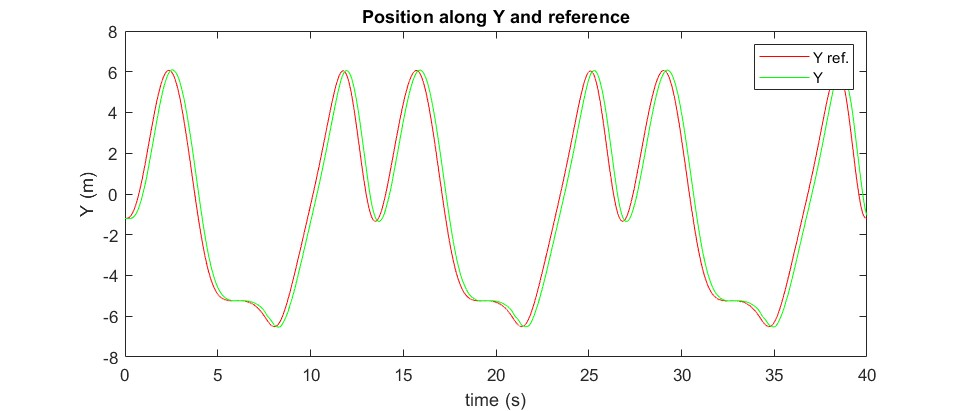 Position along Y and reference
8
6
4
2
0
-2
-4
-6
-8
Y (m)
Y ref.
Y
0 5 10 15 20 25 30 35 40
time (s)